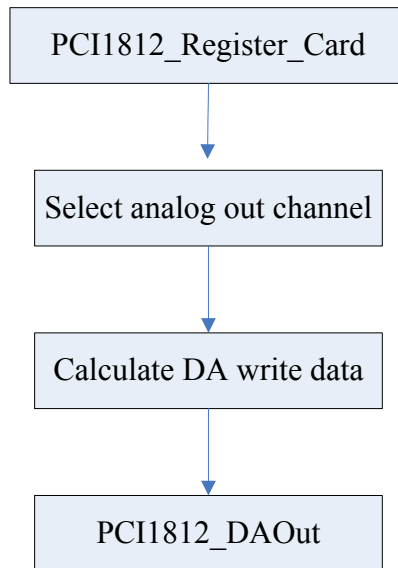 PCI1812_Register_Card
Select analog out channel
Calculate DA write data
PCI1812_DAOut